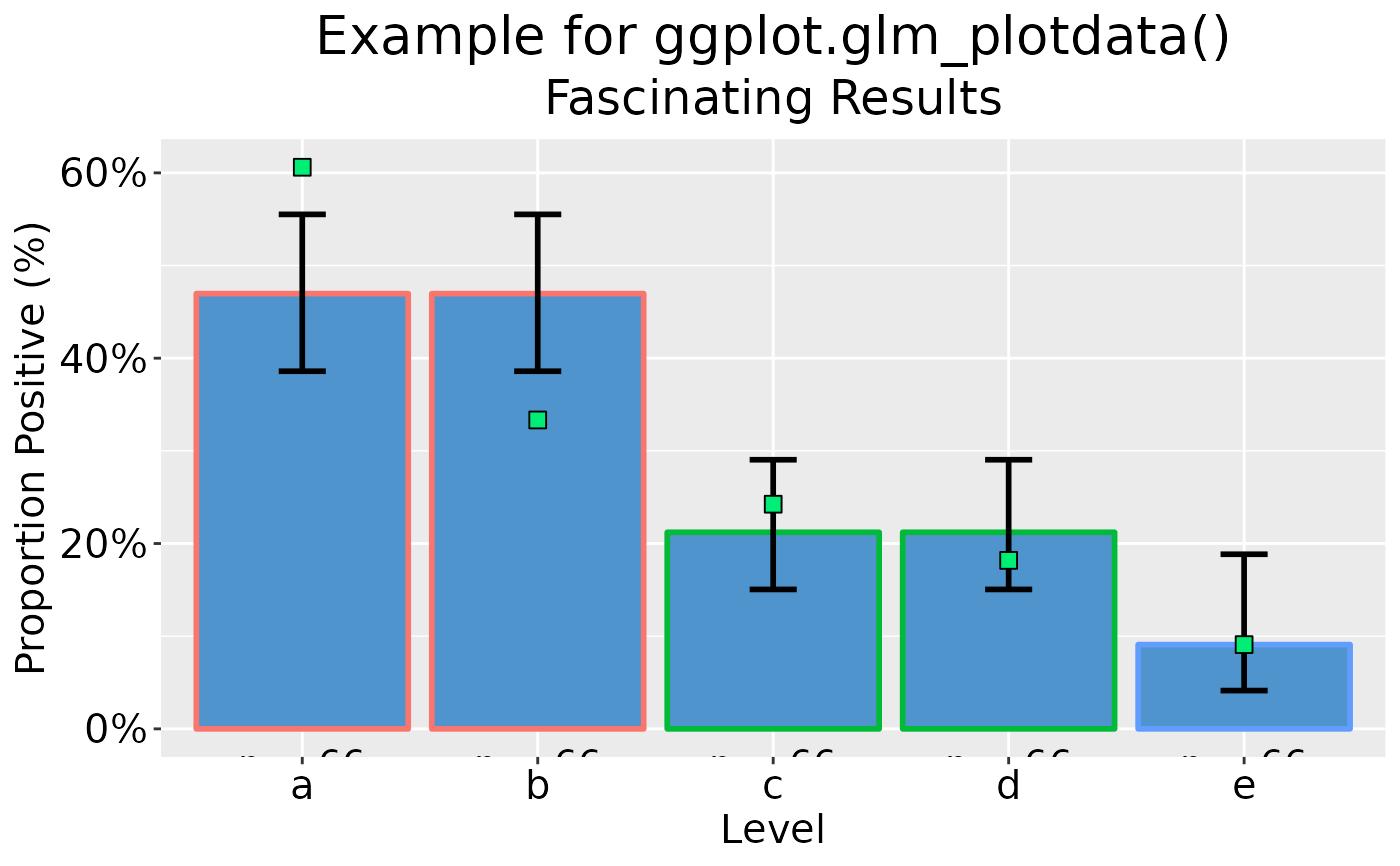 Example for ggplot.glm_plotdata()
Fascinating Results
Proportion Positive (%)
60%
40%
20%
0%
a b c d e
Level